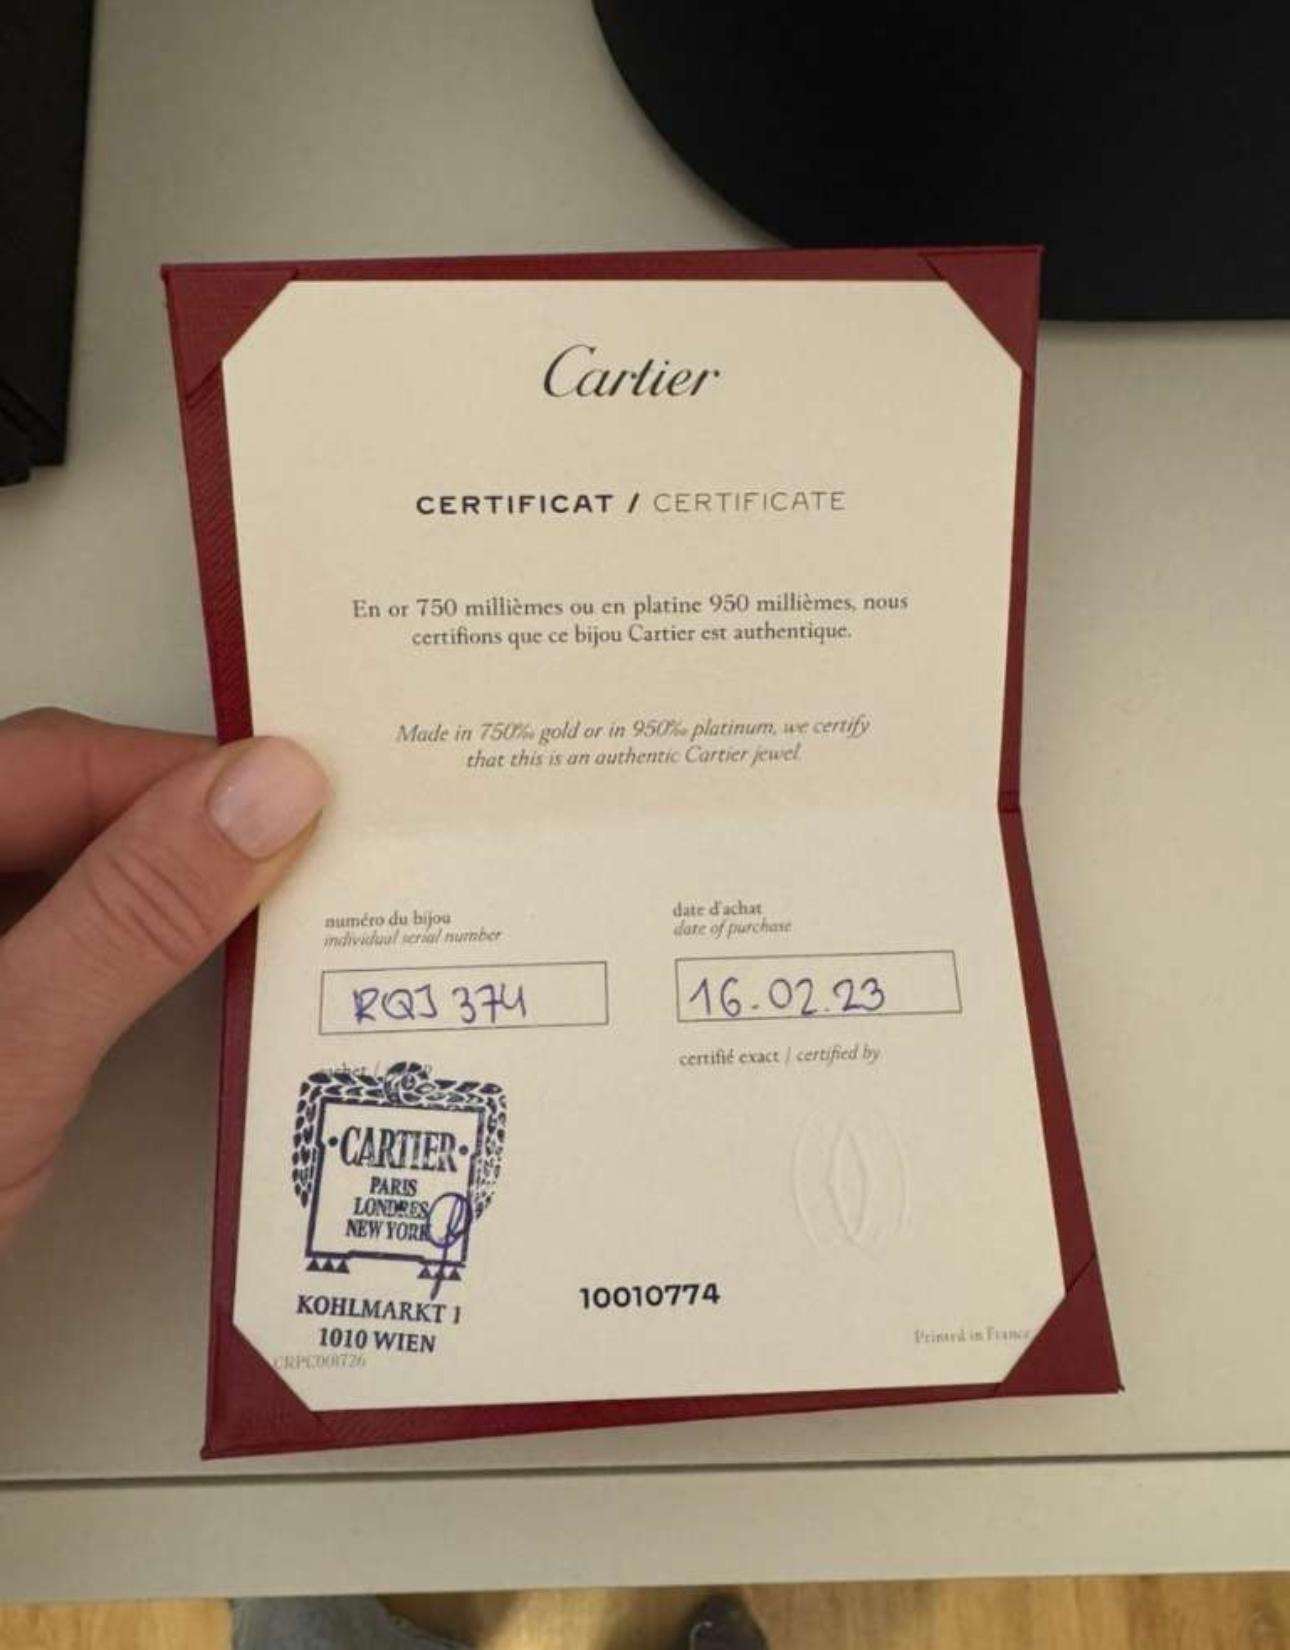 Cartier
CERTIFICAT / CERTIFICATE
En or 750 millièmes ou en platine 950 millièmes, nous
certifions que ce bijou Cartier est authentique.
Made in 750‰ gold or in 950‰ platinum, we certify
that this is an authentic Cartier jewel.
numéro du bijou
individual serial number
RQJ 374
date d'achat
date of purchase
16.02.23
certifié exact / certified by
•CARTIER•
PARIS
LONDRES
NEW YORK
KOHLMARKT 1
1010 WIEN
10010774
Printed in France